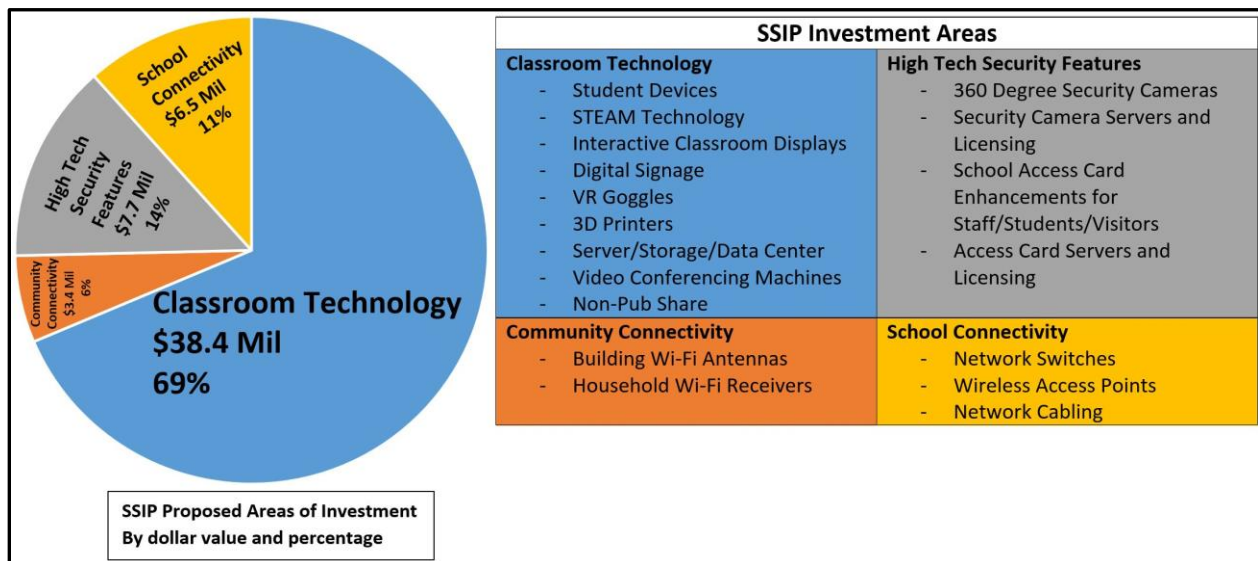 School
Connectivity
$6.5 Mil
11%
High Tech
Security
Features
$7.7 Mil
14%
Community
Connectivity
$3.4 Mil
6%
Classroom Technology
$38.4 Mil
69%
SSIP Proposed Areas of Investment
By dollar value and percentage
SSIP Investment Areas
Classroom Technology
- Student Devices
- STEAM Technology
- Interactive Classroom Displays
- Digital Signage
- VR Goggles
- 3D Printers
- Server/Storage/Data Center
- Video Conferencing Machines
- Non-Pub Share
High Tech Security Features
- 360 Degree Security Cameras
- Security Camera Servers and
Licensing
- School Access Card
Enhancements for
Staff/Students/Visitors
- Access Card Servers and
Licensing
Community Connectivity
- Building Wi-Fi Antennas
- Household Wi-Fi Receivers
School Connectivity
- Network Switches
- Wireless Access Points
- Network Cabling